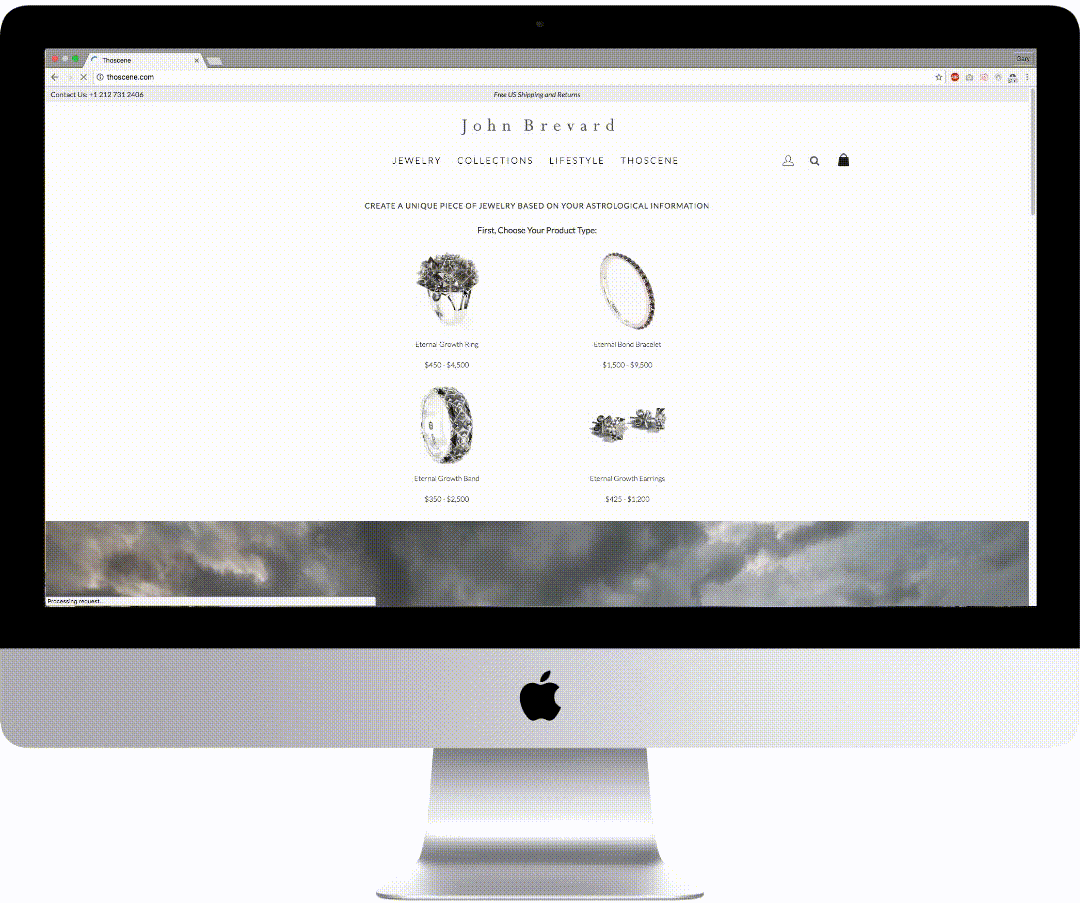 Thoscene
Gary
thoscene.com
Contact Us: +1 212 731 2406
Free US Shipping and Returns
John Brevard
JEWELRY COLLECTIONS LIFESTYLE THOSCENE
CREATE A UNIQUE PIECE OF JEWELRY BASED ON YOUR ASTROLOGICAL INFORMATION
First, Choose Your Product Type:
Eternal Growth Ring
Eternal Bond Bracelet
$450 - $4,500
$1,500 - $9,500
Eternal Growth Band
Eternal Growth Earrings
$350 - $2,500
$425 - $1,200
Processing request...